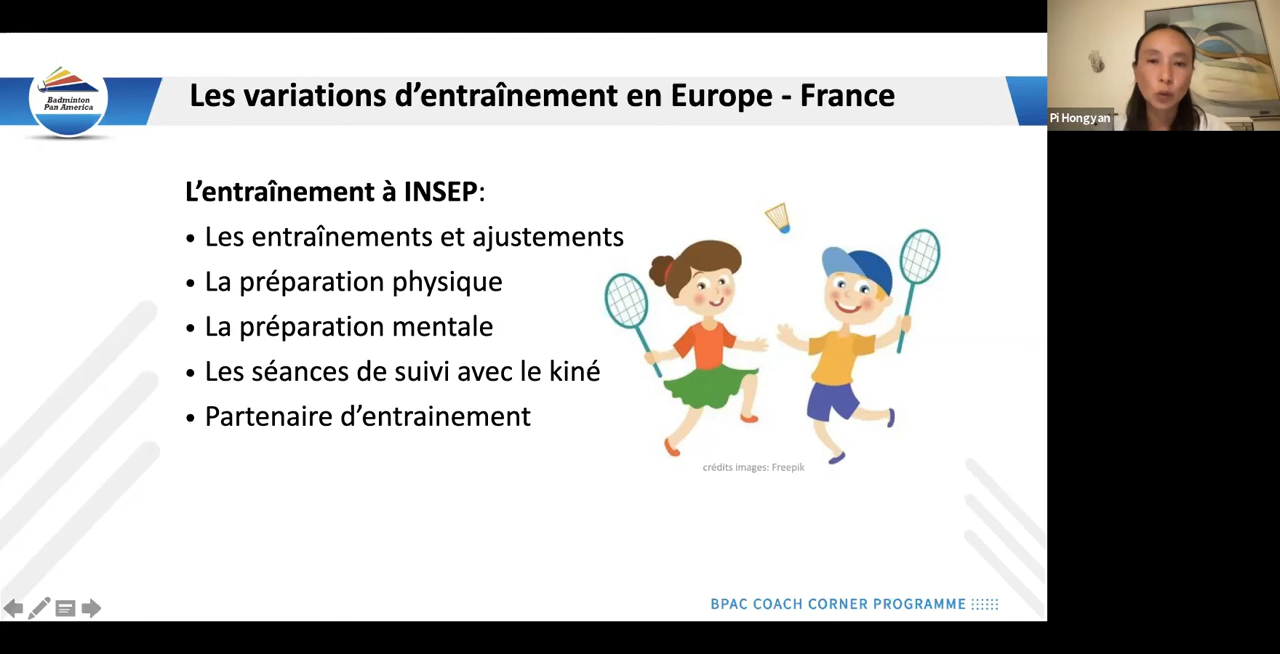 Les variations d’entraînement en Europe - France
Badminton
Pan America
Pi Hongyan
L’entraînement à INSEP:
• Les entraînements et ajustements
• La préparation physique
• La préparation mentale
• Les séances de suivi avec le kiné
• Partenaire d’entrainement
crédits images: Freepik
BPAC COACH CORNER PROGRAMME